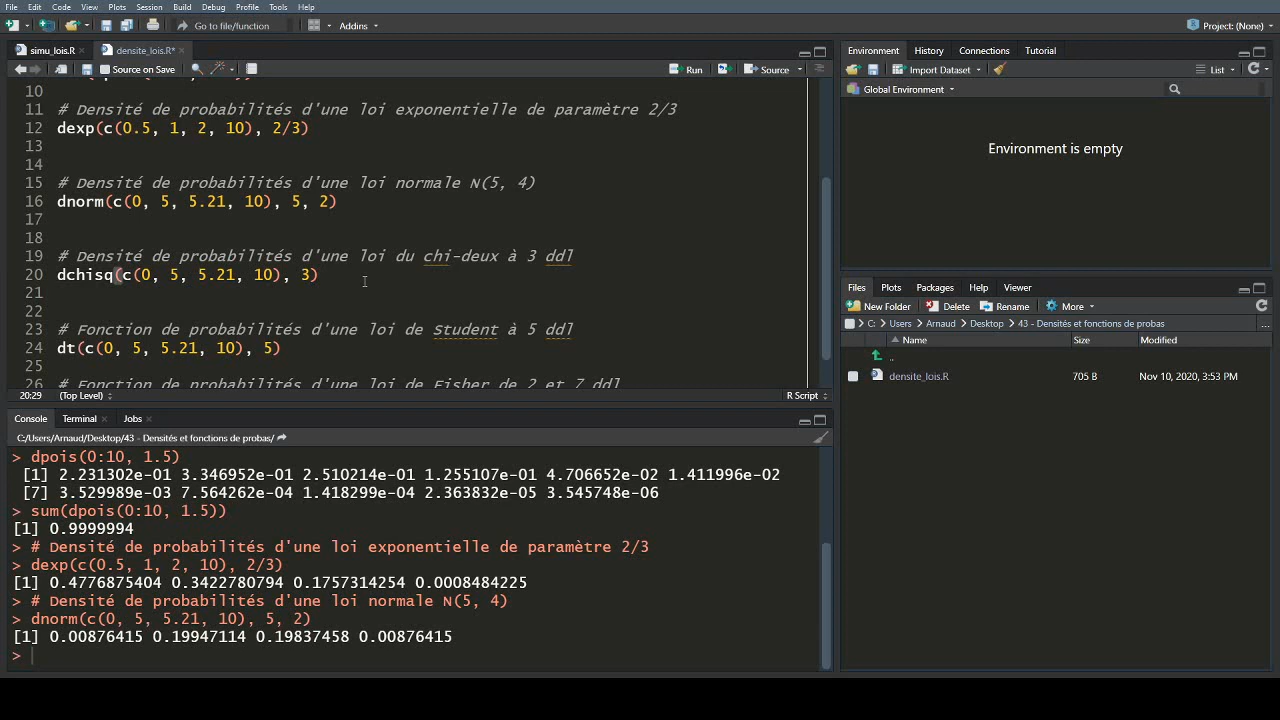 File Edit Code View Plots Session Build Debug Profile Tools Help
Go to file/function Addins Project: (None)
simu_lois.R densite_lois.R*
Source on Save Run Source
10
11 # Densité de probabilités d'une loi exponentielle de paramètre 2/3
12 dexp(c(0.5, 1, 2, 10), 2/3)
13
14
15 # Densité de probabilités d'une loi normale N(5, 4)
16 dnorm(c(0, 5, 5.21, 10), 5, 2)
17
18
19 # Densité de probabilités d'une loi du chi-deux à 3 ddl
20 dchisq(c(0, 5, 5.21, 10), 3)
21
22
23 # Fonction de probabilités d'une loi de Student à 5 ddl
24 dt(c(0, 5, 5.21, 10), 5)
25
26 # Fonction de probabilités d'une loi de Fisher de 2 et 7 ddl
20:29 (Top Level) R Script
Console Terminal Jobs
C:/Users/Arnaud/Desktop/43 - Densités et fonctions de probas/
> dpois(0:10, 1.5)
[1] 2.231302e-01 3.346952e-01 2.510214e-01 1.255107e-01 4.706652e-02 1.411996e-02
[7] 3.529989e-03 7.564262e-04 1.418299e-04 2.363832e-05 3.545748e-06
> sum(dpois(0:10, 1.5))
[1] 0.9999994
> # Densité de probabilités d'une loi exponentielle de paramètre 2/3
> dexp(c(0.5, 1, 2, 10), 2/3)
[1] 0.4776875404 0.3422780794 0.1757314254 0.0008484225
> # Densité de probabilités d'une loi normale N(5, 4)
> dnorm(c(0, 5, 5.21, 10), 5, 2)
[1] 0.00876415 0.19947114 0.19837458 0.00876415
>
Environment History Connections Tutorial
Import Dataset List
Global Environment
Environment is empty
Files Plots Packages Help Viewer
New Folder Delete Rename More
C: Users Arnaud Desktop 43 - Densités et fonctions de probas ...
Name Size Modified
..
densite_lois.R 705 B Nov 10, 2020, 3:53 PM